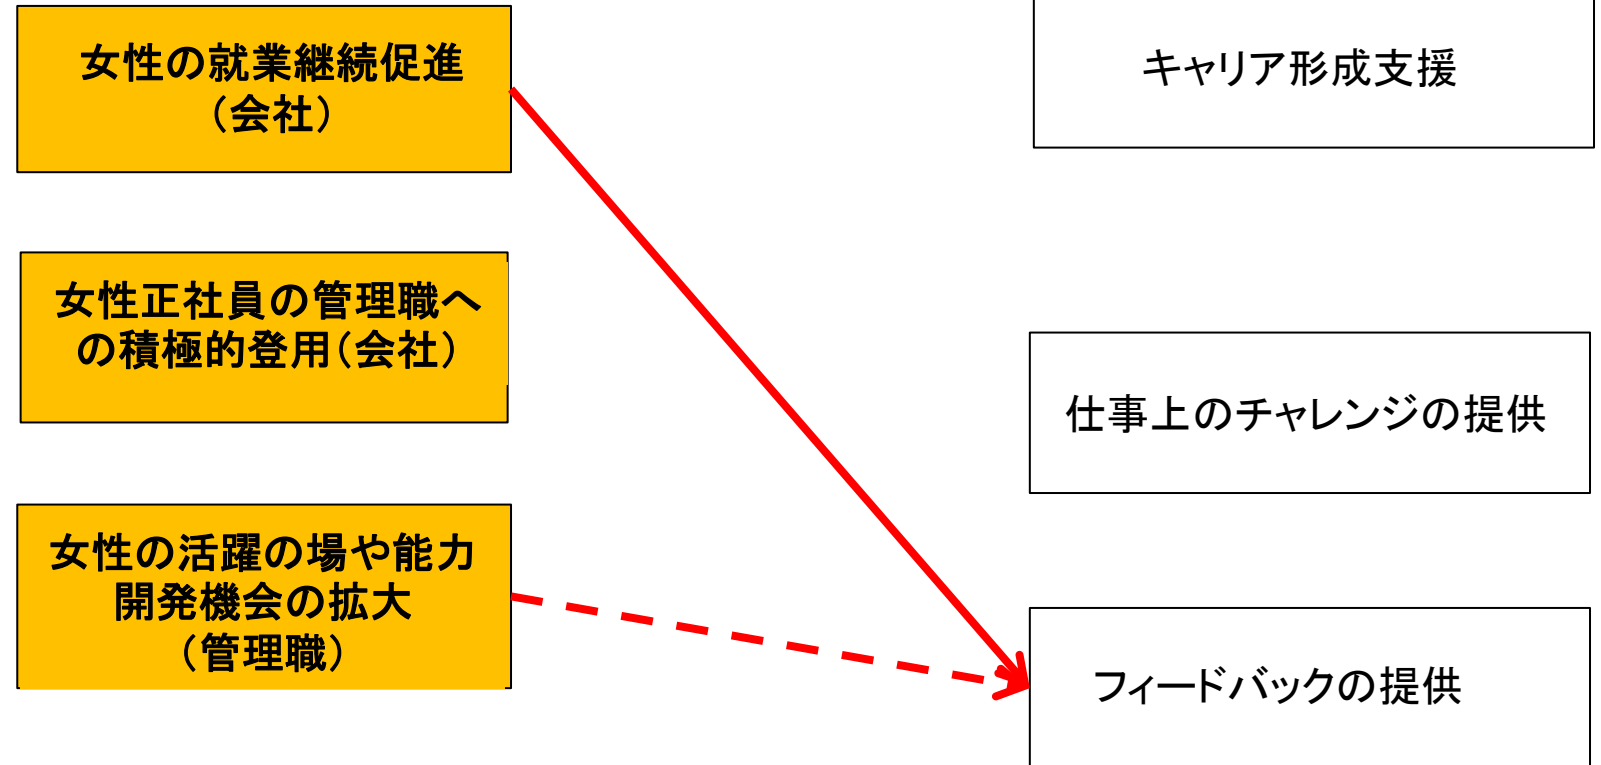 女性の就業継続促進
（会社）
キャリア形成支援
女性正社員の管理職へ
の積極的登用（会社）
仕事上のチャレンジの提供
女性の活躍の場や能力
開発機会の拡大
（管理職）
フィードバックの提供